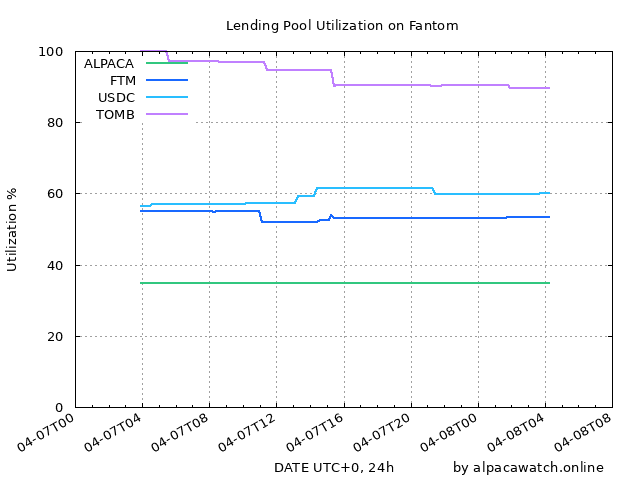 Lending Pool Utilization on Fantom
Utilization %
100
80
60
40
20
0
ALPACA
FTM
USDC
TOMB
04-07T00
04-07T04
04-07T08
04-07T12
04-07T16
04-07T20
04-08T00
04-08T04
04-08T08
DATE UTC+0, 24h
by alpacawatch.online